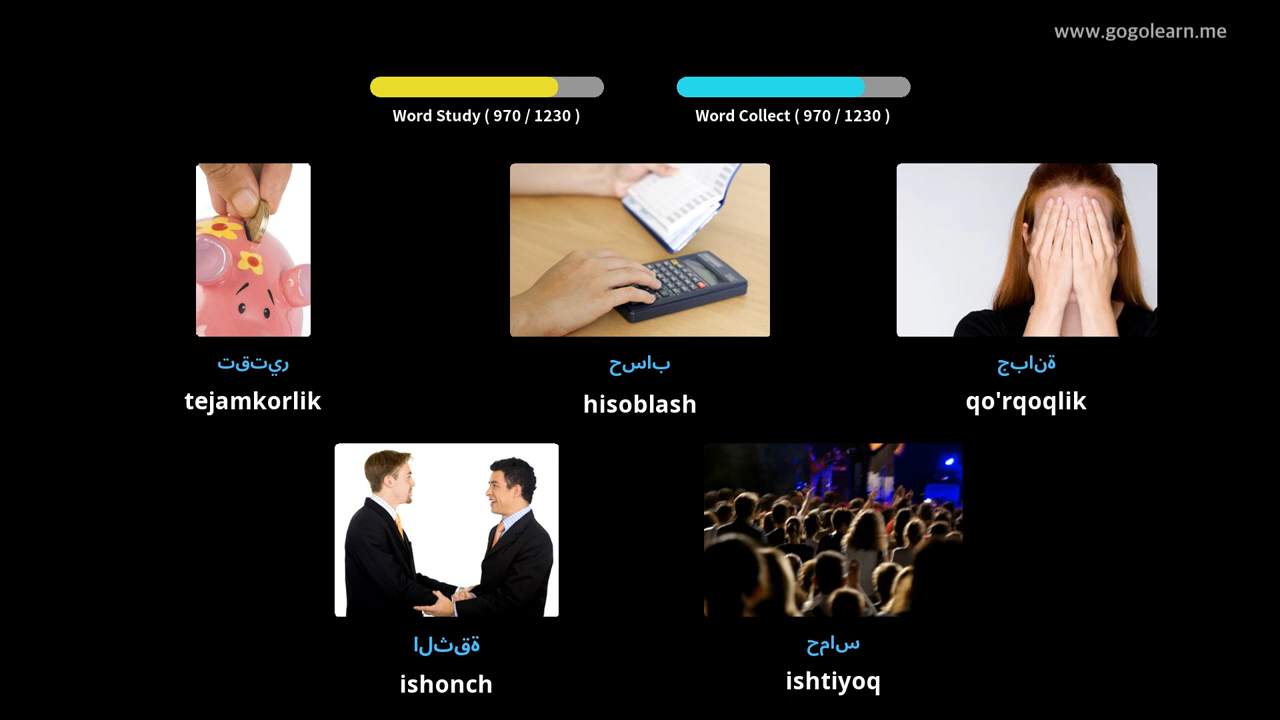 www.gogolearn.me
Word Study ( 970 / 1230 )
Word Collect ( 970 / 1230 )
تقتير
tejamkorlik
حساب
hisoblash
جبانة
qo'rqoqlik
الثقة
ishonch
حماس
ishtiyoq